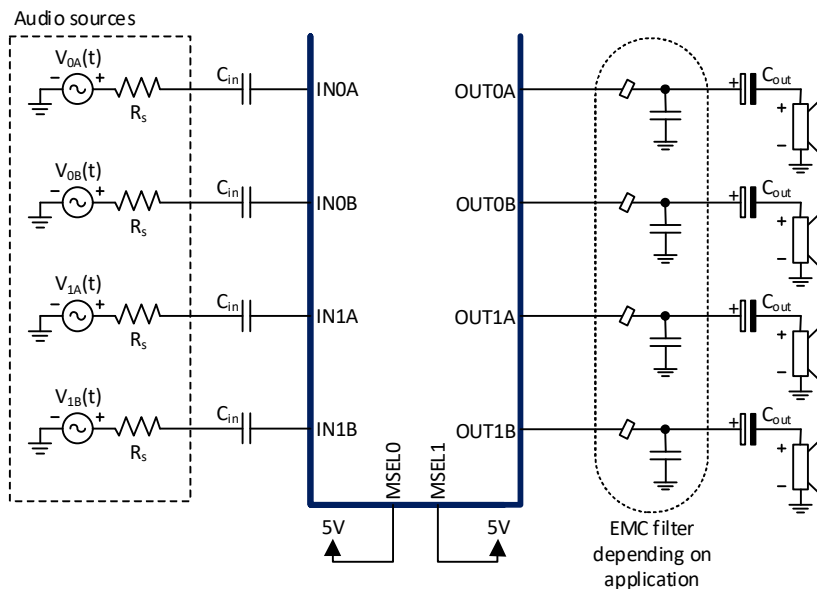 Audio sources
V0A(t)
Rs
Cin
IN0A
OUT0A
Cout
V0B(t)
Rs
Cin
IN0B
OUT0B
Cout
V1A(t)
Rs
Cin
IN1A
OUT1A
Cout
V1B(t)
Rs
Cin
IN1B
OUT1B
Cout
MSEL0
MSEL1
5V
5V
EMC filter
depending on
application